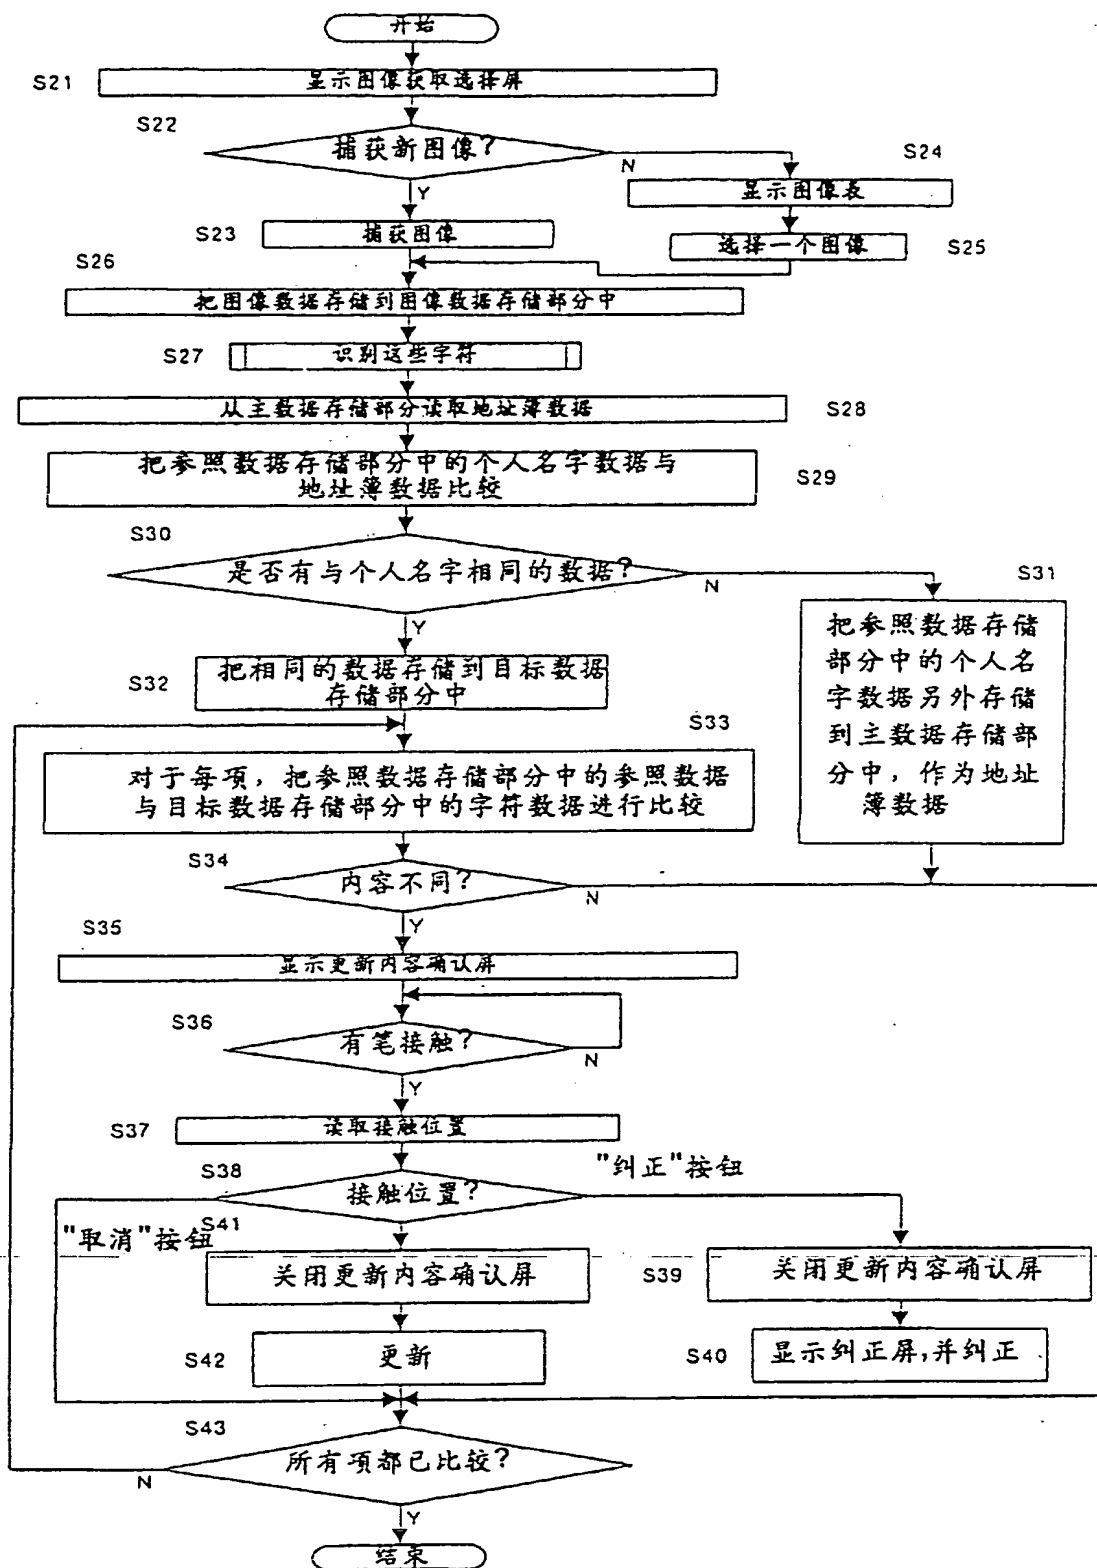 开始
S21
显示图像获取选择屏
S22
捕获新图像?
N
Y
S24
显示图像表
S23
捕获图像
选择一个图像
S25
S26
把图像数据存储到图像数据存储部分中
S27
识别这些字符
从主数据存储部分读取地址簿数据
S28
把参照数据存储部分中的个人名字数据与
地址簿数据比较
S29
S30
是否有与个人名字相同的数据?
N
Y
S31
把参照数据存储
部分中的个人名
字数据另外存储
到主数据存储部
分中，作为地址
簿数据
S32
把相同的数据存储到目标数据
存储部分中
S33
对于每项，把参照数据存储部分中的参照数据
与目标数据存储部分中的字符数据进行比较
S34
内容不同?
N
Y
S35
显示更新内容确认屏
S36
有笔接触?
N
Y
S37
读取接触位置
S38
接触位置?
"纠正"按钮
"取消"按钮
S41
关闭更新内容确认屏
S39
关闭更新内容确认屏
S42
更新
S40
显示纠正屏,并纠正
S43
所有项都已比较?
N
Y
结束